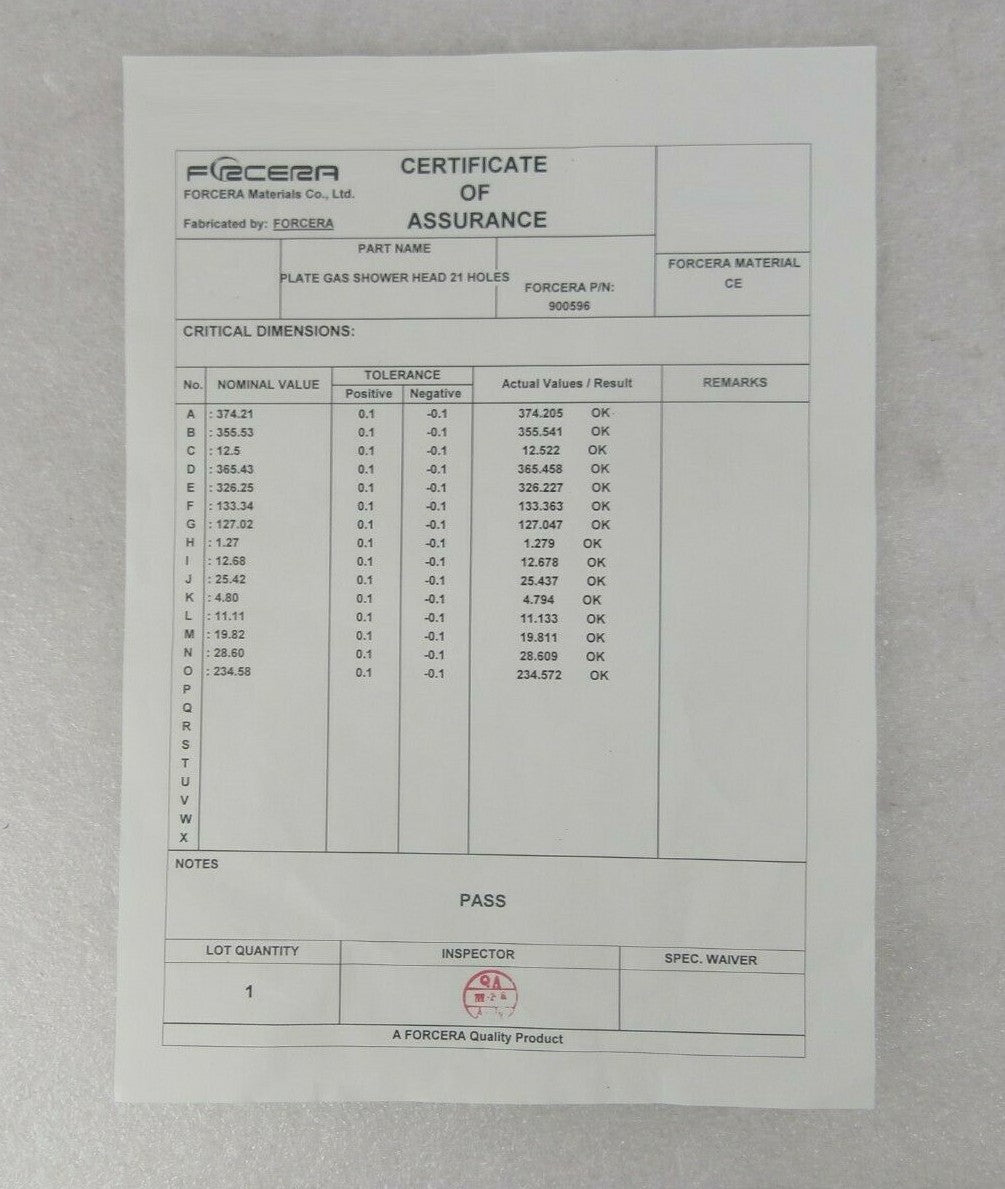 FORCERA
FORCERA Materials Co., Ltd.
Fabricated by: FORCERA
CERTIFICATE
OF
ASSURANCE
PART NAME
PLATE GAS SHOWER HEAD 21 HOLES
FORCERA P/N:
900596
FORCERA MATERIAL
CE
CRITICAL DIMENSIONS:
No. NOMINAL VALUE TOLERANCE Actual Values / Result REMARKS
Positive Negative
A : 374.21 0.1 -0.1 374.205 OK
B : 355.53 0.1 -0.1 355.541 OK
C : 12.5 0.1 -0.1 12.522 OK
D : 365.43 0.1 -0.1 365.458 OK
E : 326.25 0.1 -0.1 326.227 OK
F : 133.34 0.1 -0.1 133.363 OK
G : 127.02 0.1 -0.1 127.047 OK
H : 1.27 0.1 -0.1 1.279 OK
I : 12.68 0.1 -0.1 12.678 OK
J : 25.42 0.1 -0.1 25.437 OK
K : 4.80 0.1 -0.1 4.794 OK
L : 11.11 0.1 -0.1 11.133 OK
M : 19.82 0.1 -0.1 19.811 OK
N : 28.60 0.1 -0.1 28.609 OK
O : 234.58 0.1 -0.1 234.572 OK
P
Q
R
S
T
U
V
W
X
NOTES
PASS
LOT QUANTITY INSPECTOR SPEC. WAIVER
1
QA
A FORCERA Quality Product